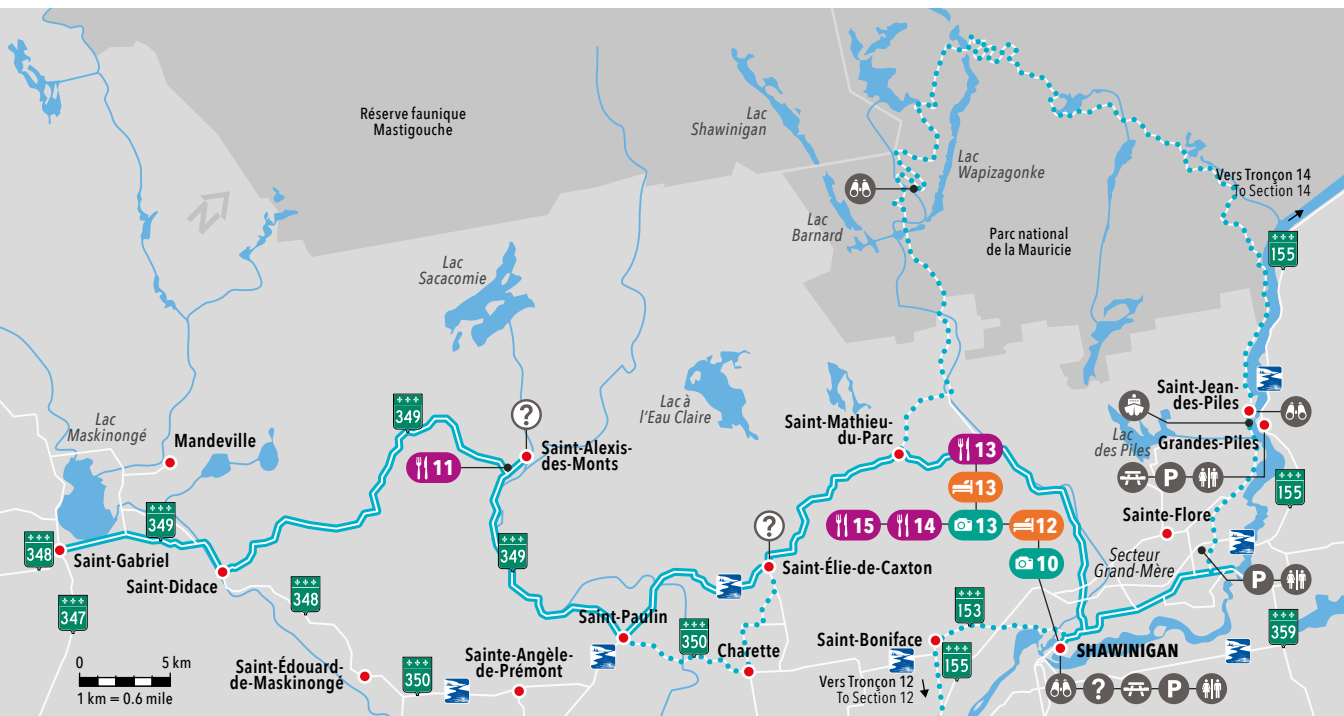 Réserve faunique
Mastigouche
Lac
Shawinigan
Lac
Wapizagonke
Vers Tronçon 14
To Section 14
Lac
Barnard
Parc national
de la Mauricie
155
Lac
Sacacomie
N
Lac à
l'Eau Claire
Saint-Jean-
des-Piles
Lac
Maskinongé
Mandeville
349
?
Saint-Alexis-
des-Monts
11
Saint-Mathieu-
du-Parc
13
Lac
des Piles
Grandes-Piles
P
155
13
349
348
Saint-Gabriel
Saint-Didace
349
?
15
14
13
12
Sainte-Flore
Secteur
Grand-Mère
Saint-Élie-de-Caxton
10
P
348
347
Saint-Paulin
350
153
359
Charette
Saint-Boniface
155
SHAWINIGAN
0
5 km
1 km = 0.6 mile
Saint-Édouard-
de-Maskinongé
350
Sainte-Angèle-
de-Prémont
Vers Tronçon 12
To Section 12
?
P